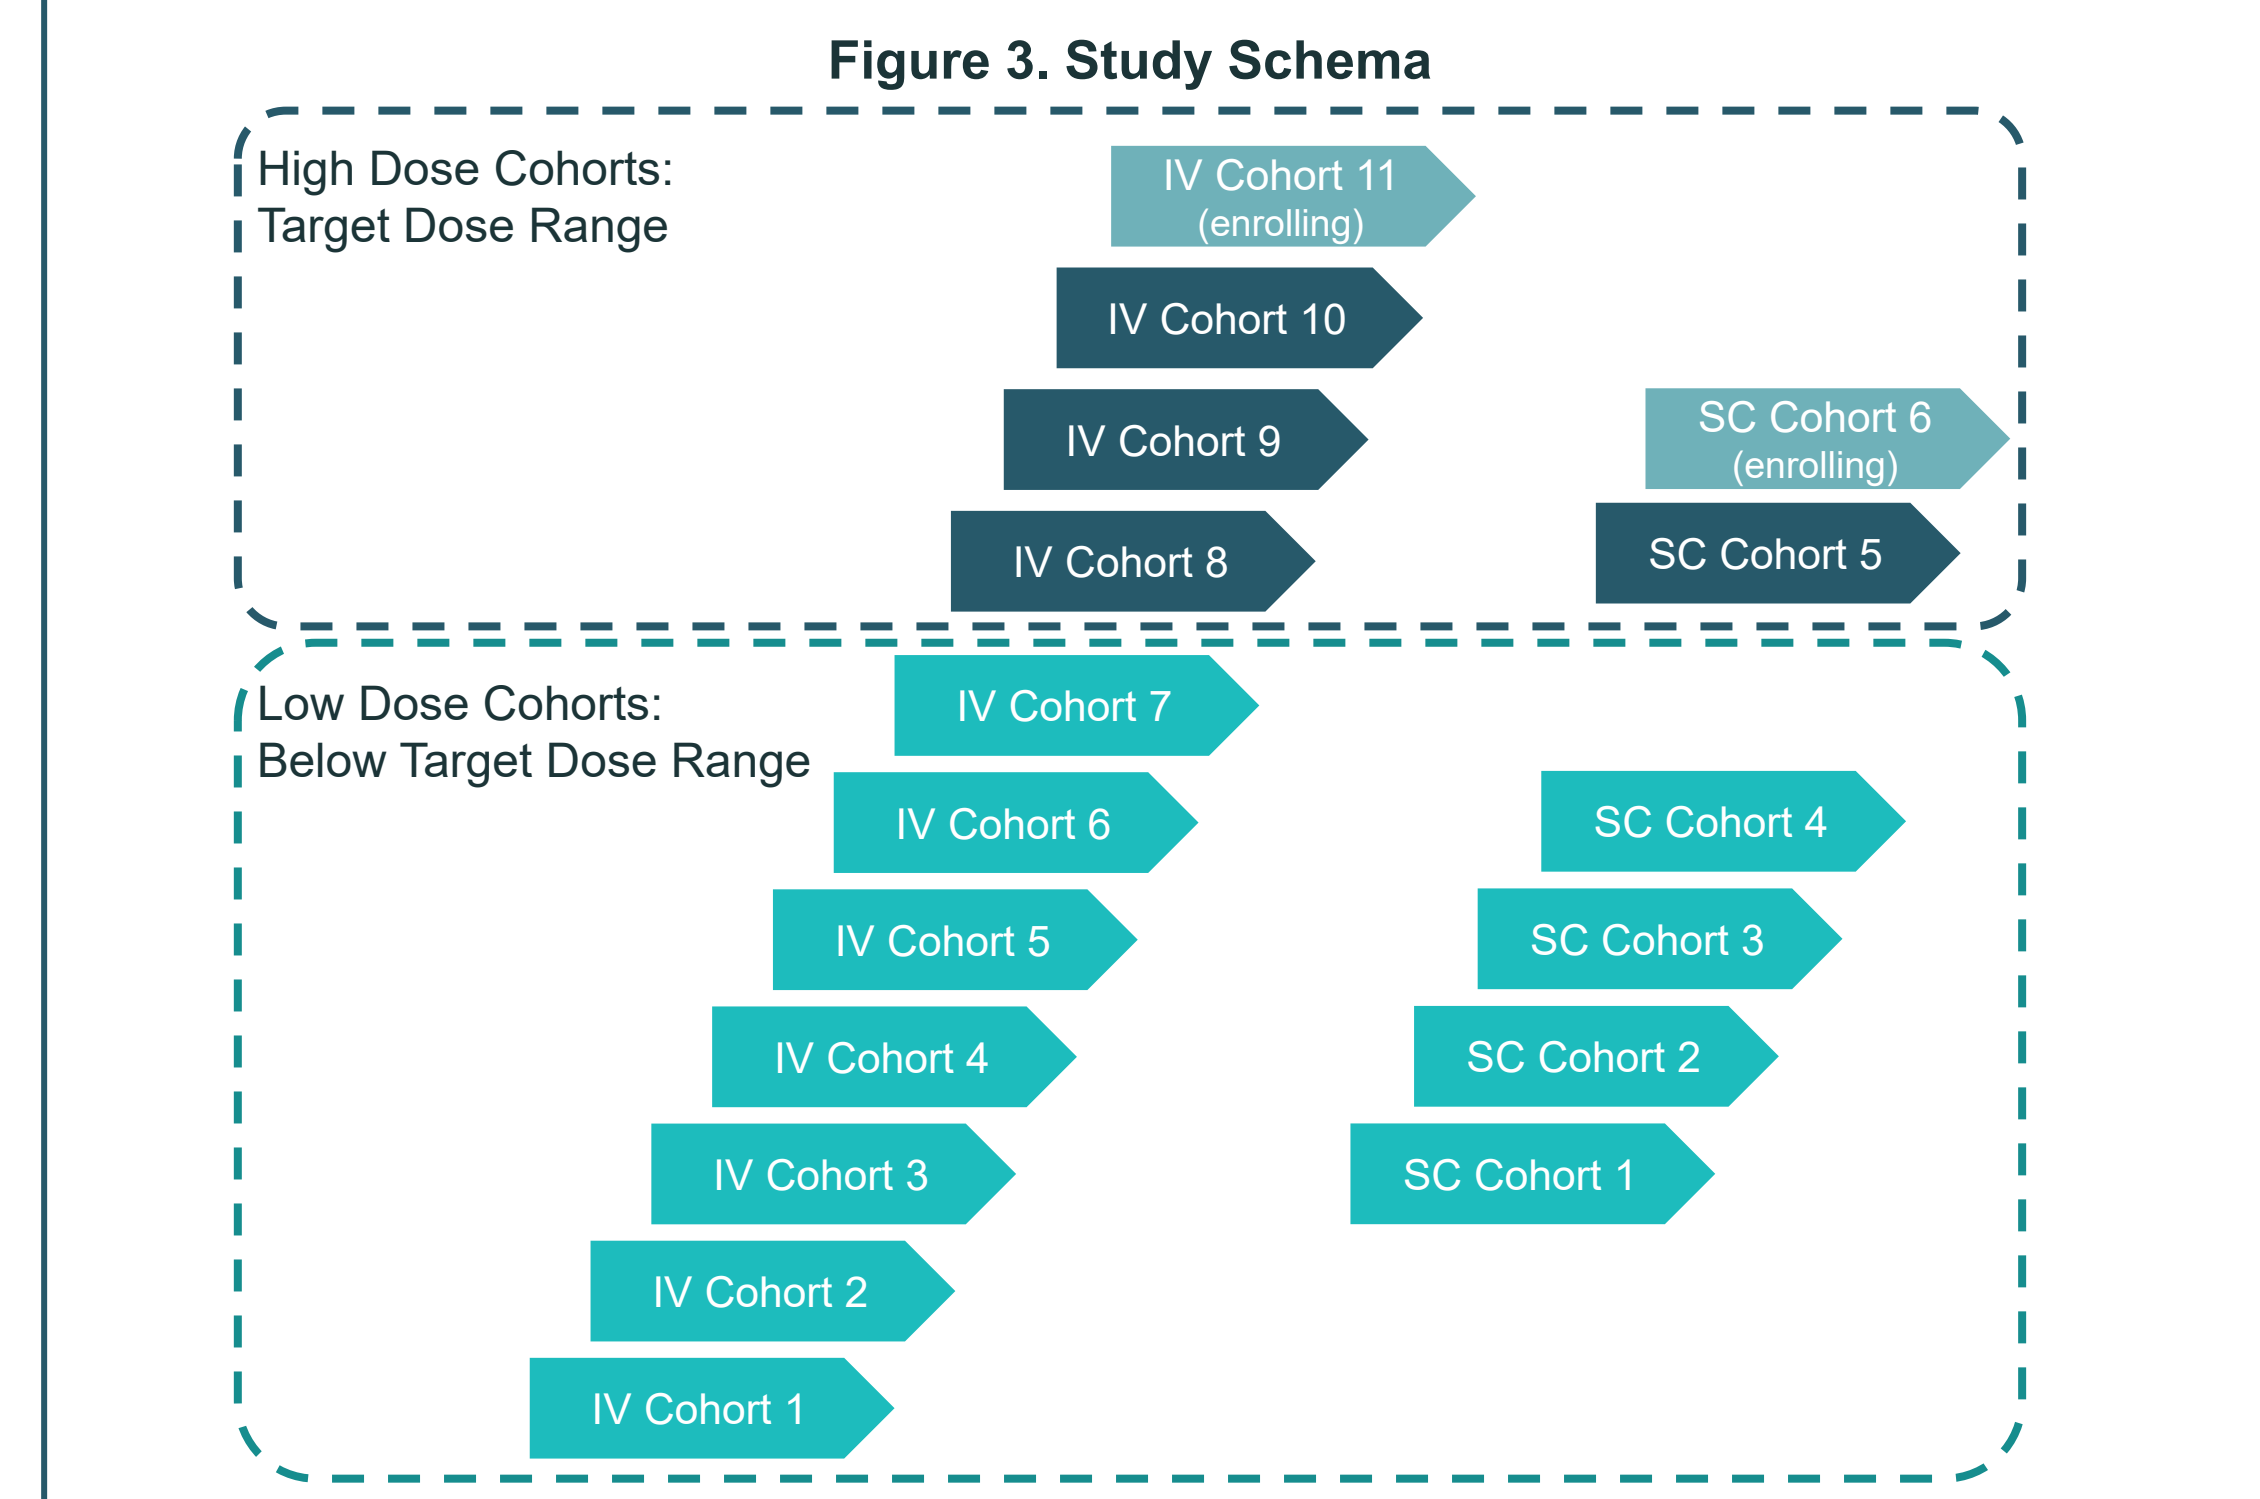 Figure 3. Study Schema
High Dose Cohorts:
Target Dose Range
IV Cohort 11
(enrolling)
IV Cohort 10
IV Cohort 9
SC Cohort 6
(enrolling)
IV Cohort 8
SC Cohort 5
Low Dose Cohorts:
Below Target Dose Range
IV Cohort 7
IV Cohort 6
SC Cohort 4
IV Cohort 5
SC Cohort 3
IV Cohort 4
SC Cohort 2
IV Cohort 3
SC Cohort 1
IV Cohort 2
IV Cohort 1